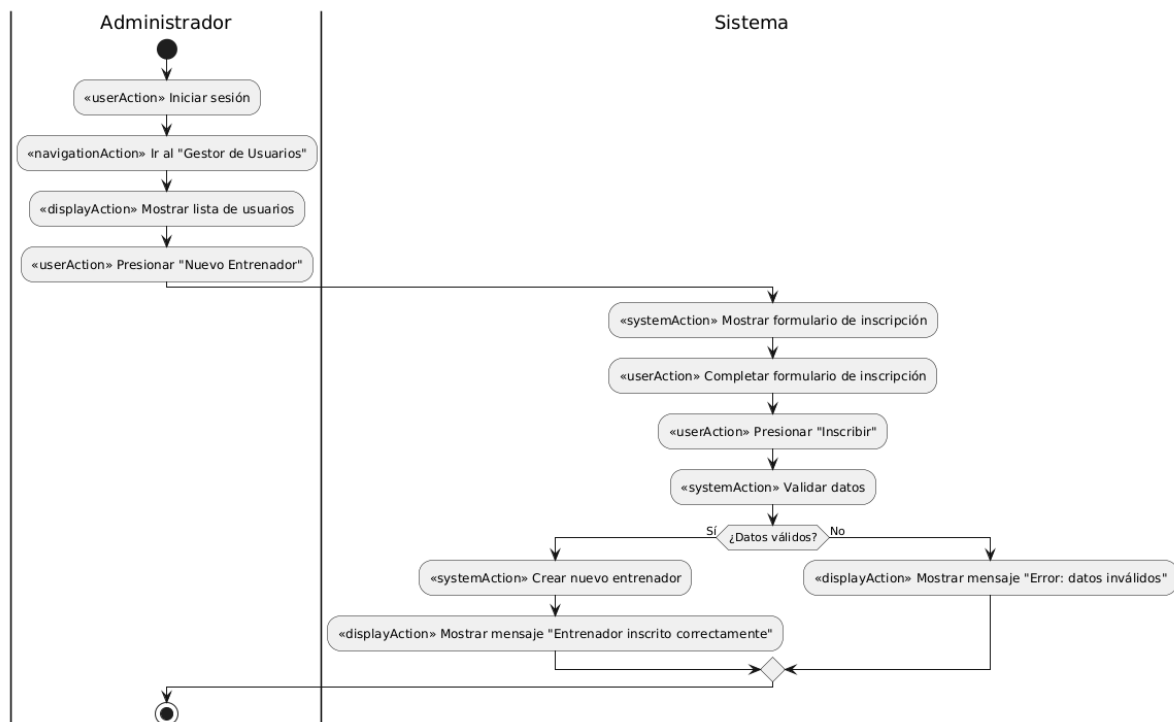 Administrador
Sistema
«userAction» Iniciar sesión
«navigationAction» Ir al "Gestor de Usuarios"
«displayAction» Mostrar lista de usuarios
«userAction» Presionar "Nuevo Entrenador"
«systemAction» Mostrar formulario de inscripción
«userAction» Completar formulario de inscripción
«userAction» Presionar "Inscribir"
«systemAction» Validar datos
Sí
¿Datos válidos?
No
«systemAction» Crear nuevo entrenador
«displayAction» Mostrar mensaje "Error: datos inválidos"
«displayAction» Mostrar mensaje "Entrenador inscrito correctamente"